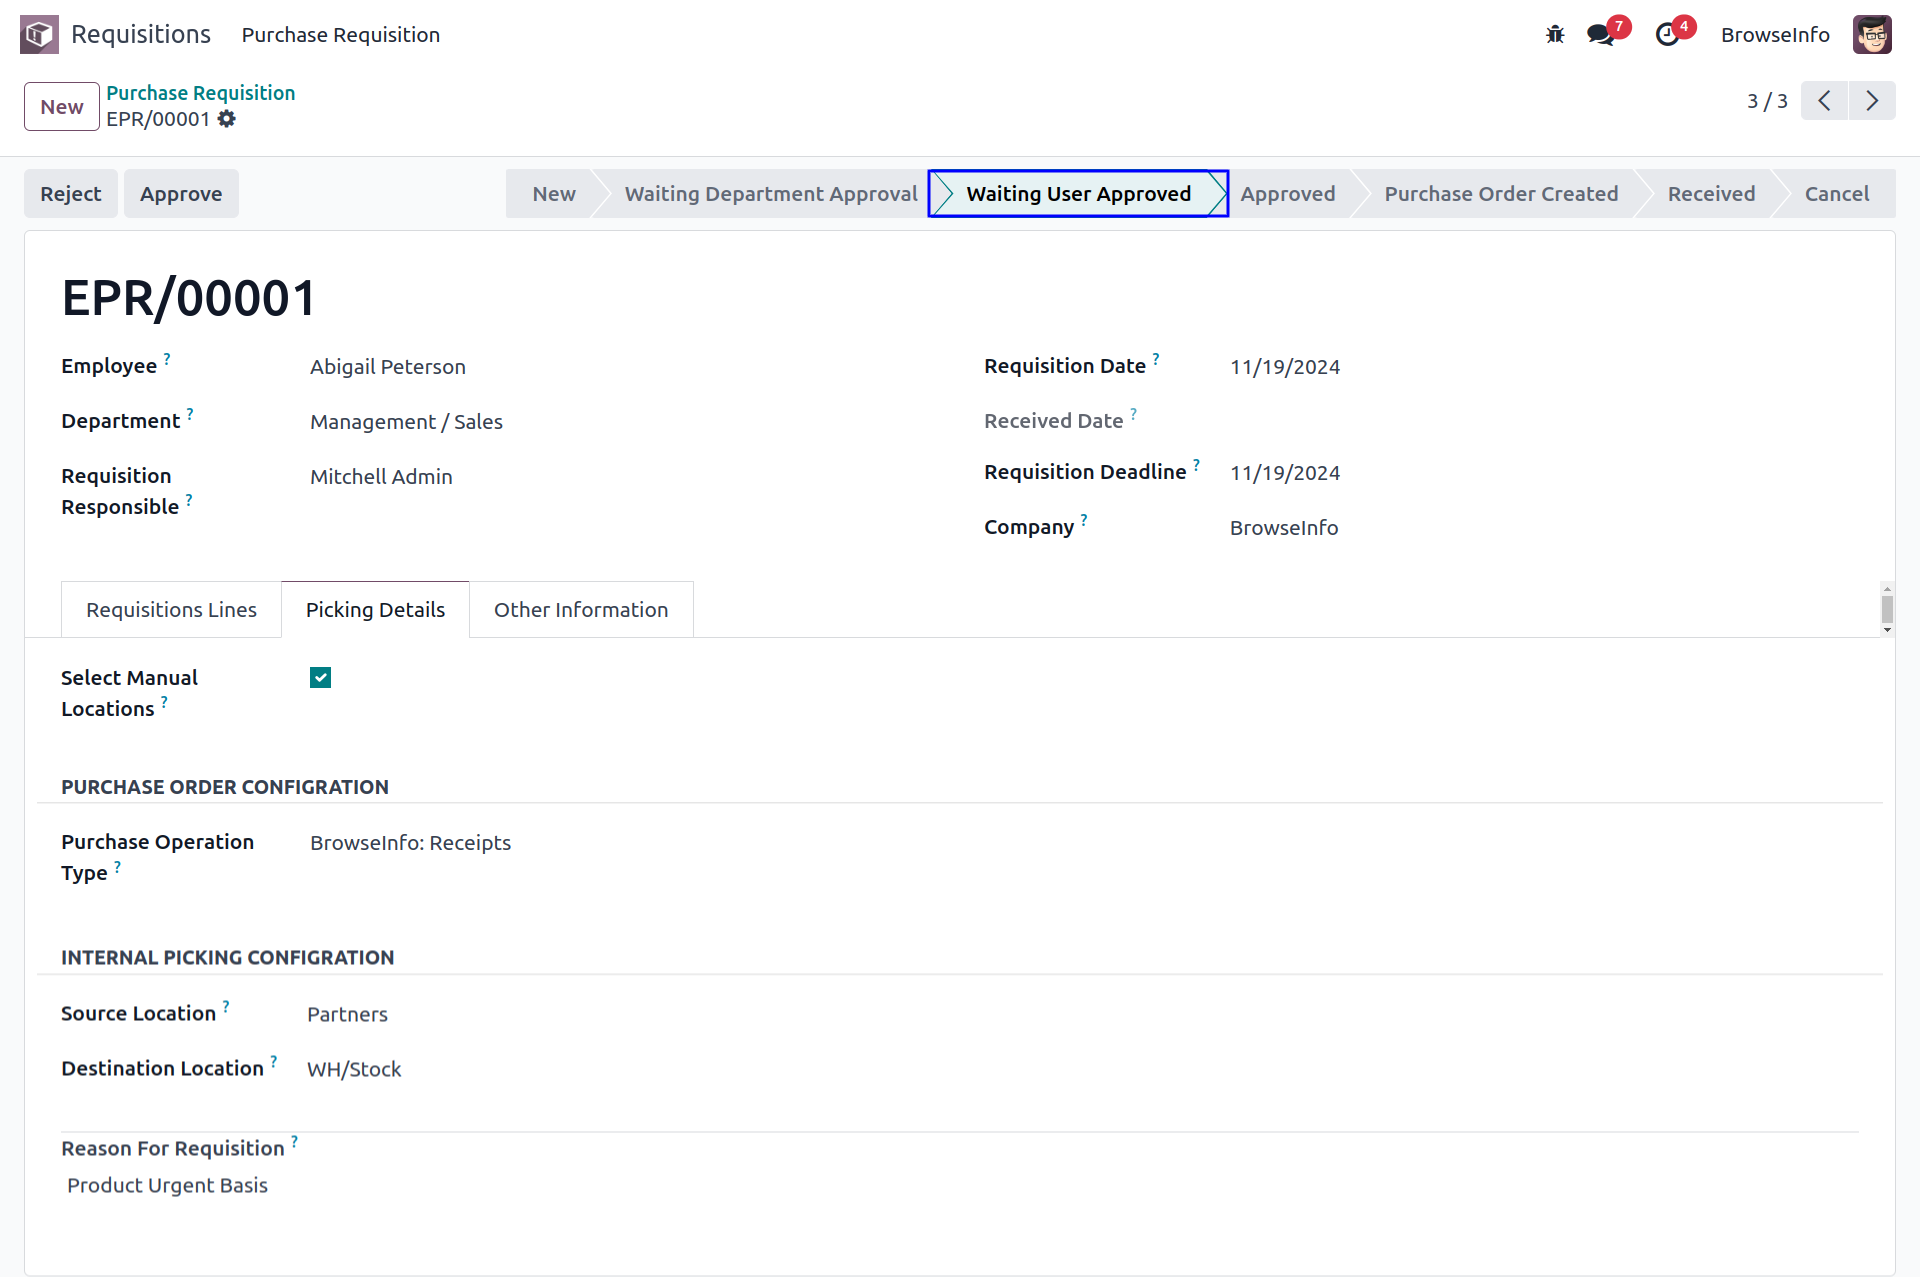 Requisitions Purchase Requisition 7 4 BrowseInfo
New Purchase Requisition
EPR/00001
3 / 3
Reject Approve New Waiting Department Approval Waiting User Approved Approved Purchase Order Created Received Cancel
EPR/00001
Employee ? Abigail Peterson
Department ? Management / Sales
Requisition
Responsible ?
Mitchell Admin
Requisition Date ? 11/19/2024
Received Date ?
Requisition Deadline ? 11/19/2024
Company ? BrowseInfo
Requisitions Lines Picking Details Other Information
Select Manual
Locations ?
PURCHASE ORDER CONFIGRATION
Purchase Operation
Type ?
BrowseInfo: Receipts
INTERNAL PICKING CONFIGRATION
Source Location ? Partners
Destination Location ? WH/Stock
Reason For Requisition ?
Product Urgent Basis